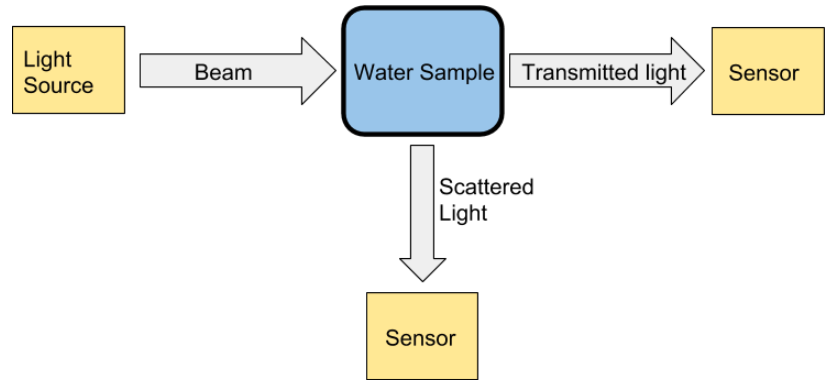 Light
Source
Beam
Water Sample
Transmitted light
Sensor
Scattered
Light
Sensor